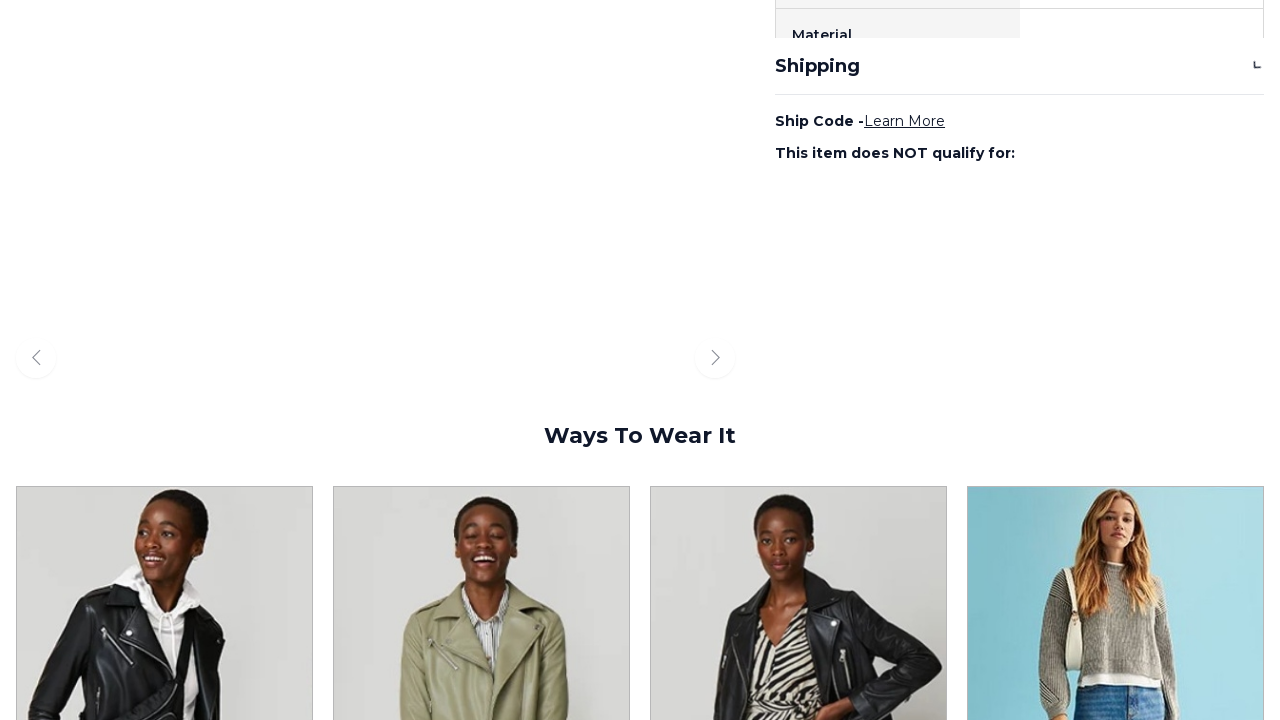 Material
Shipping
Ship Code -Learn More
This item does NOT qualify for:
Ways To Wear It